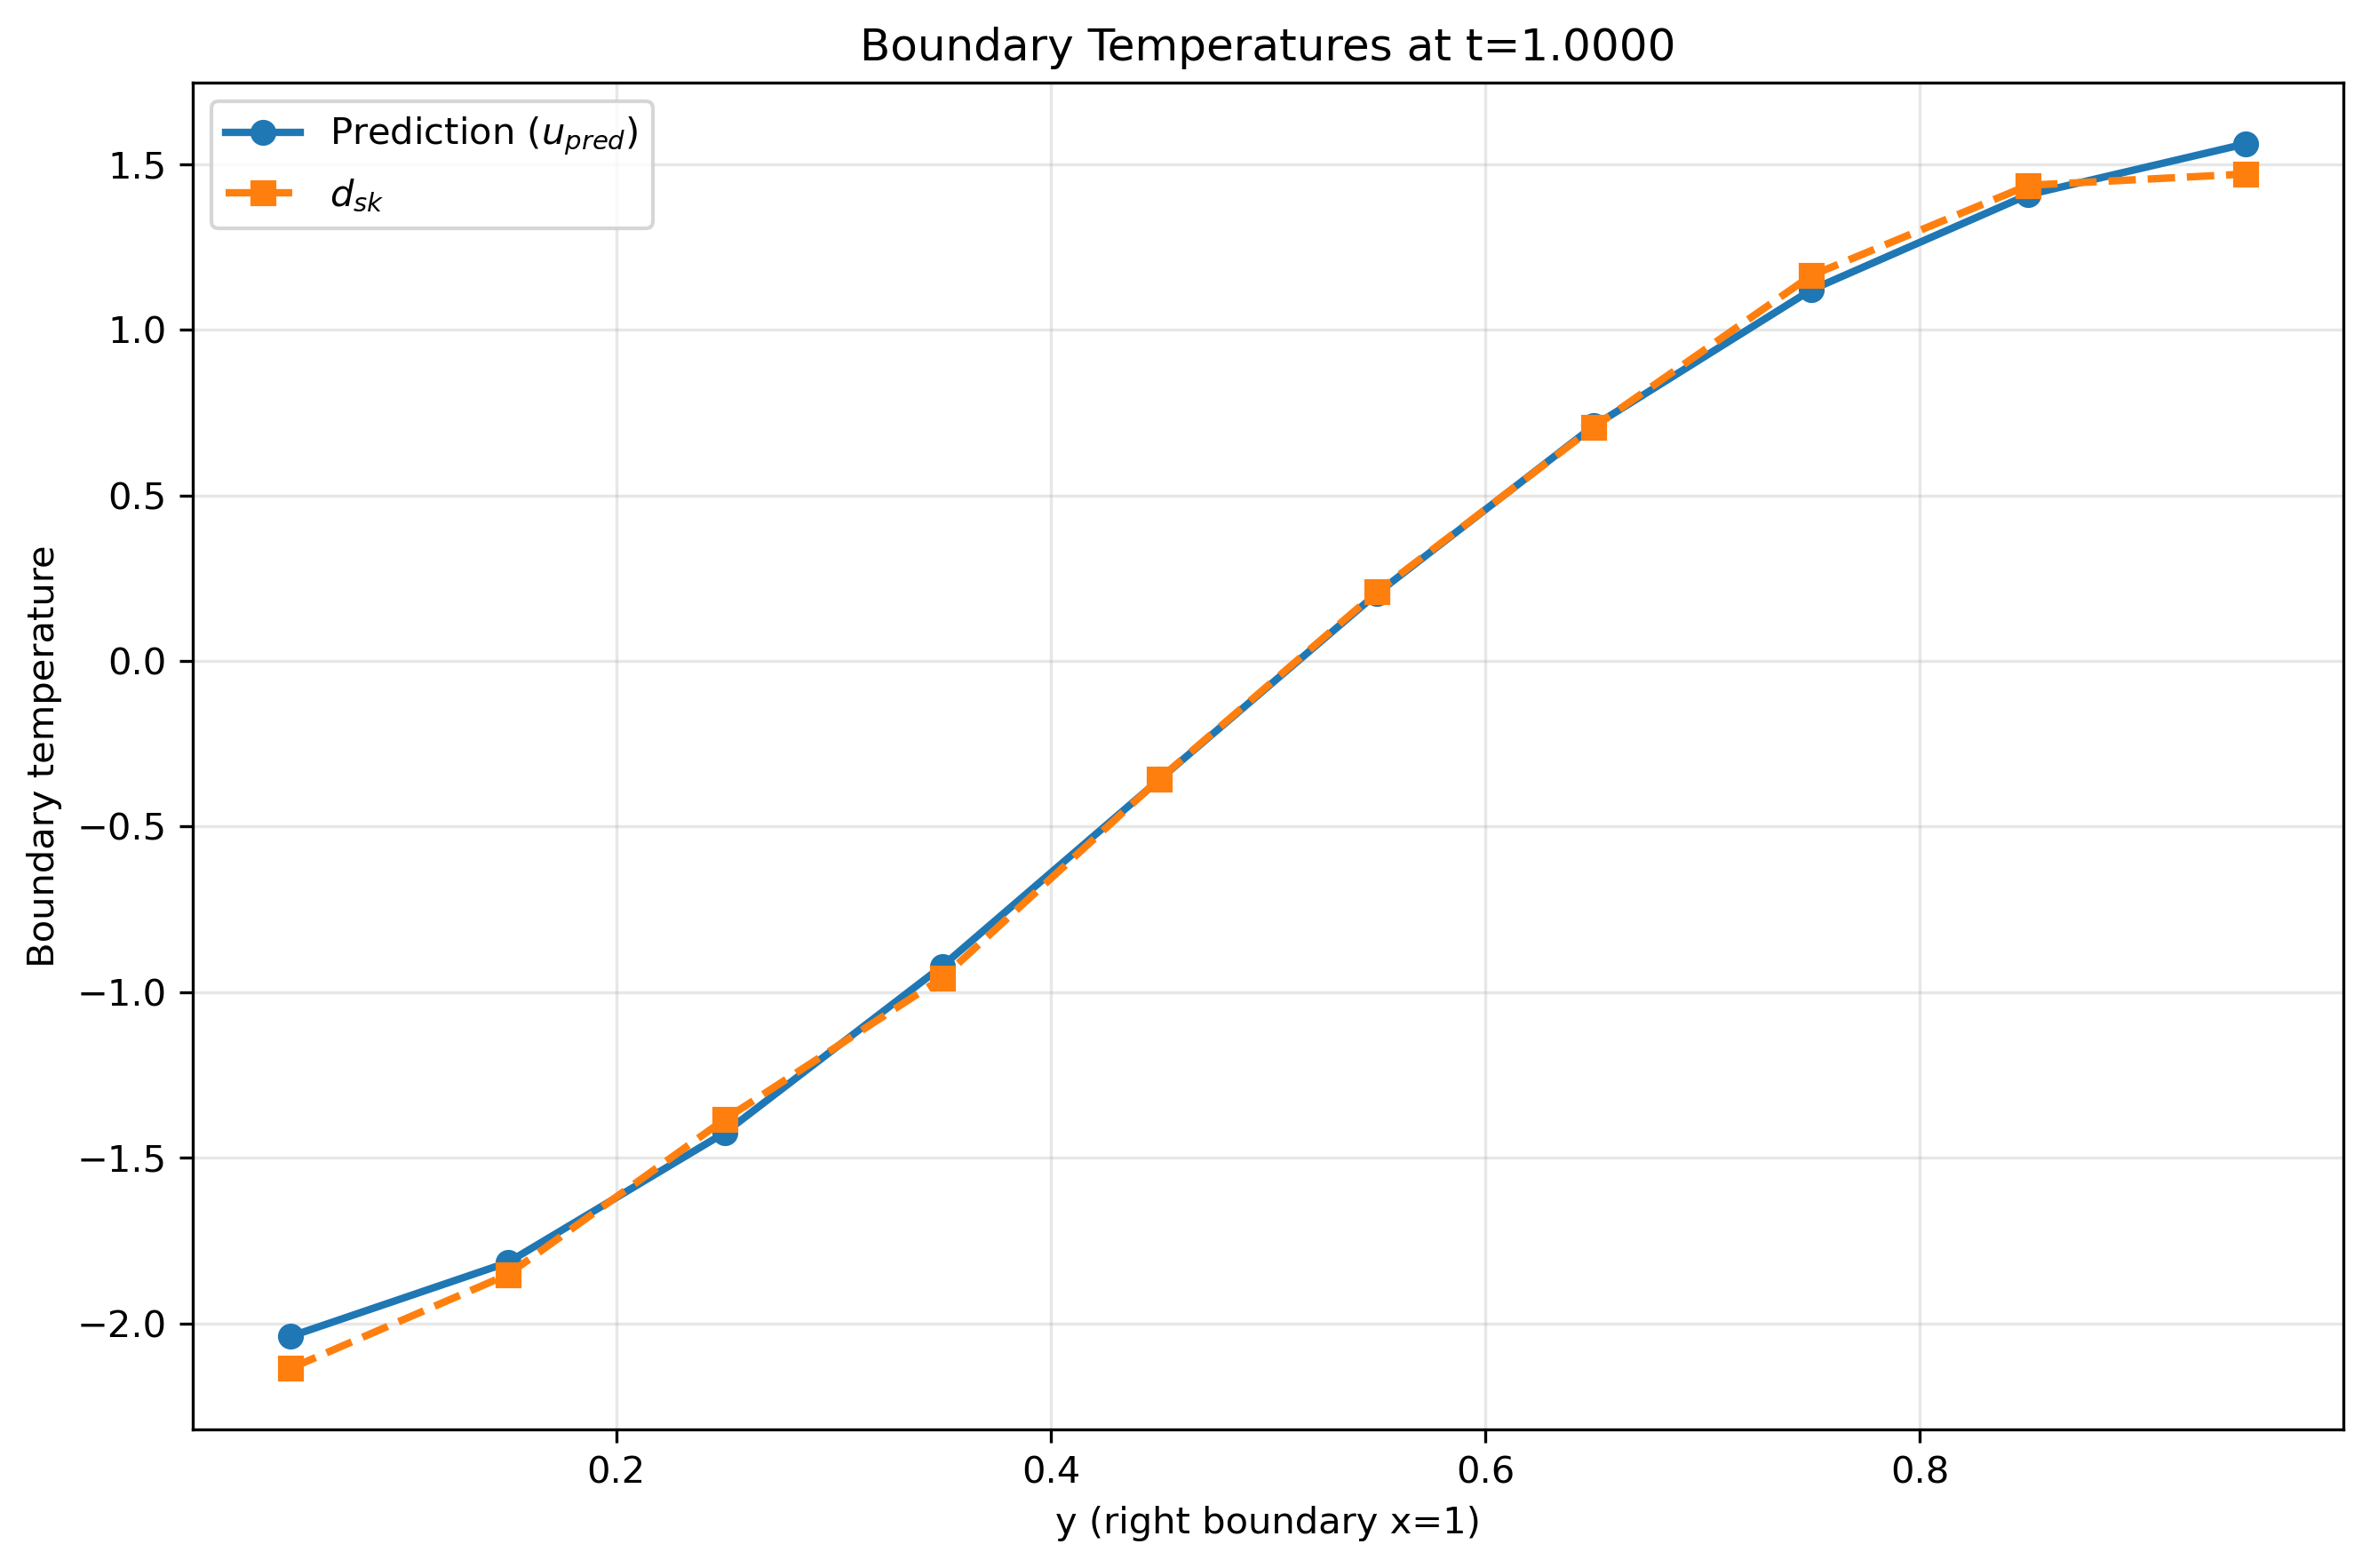 Boundary Temperatures at t=1.0000
Prediction (u_pred)
d_sk
1.5
1.0
0.5
0.0
−0.5
−1.0
−1.5
−2.0
Boundary temperature
0.2 0.4 0.6 0.8
y (right boundary x=1)